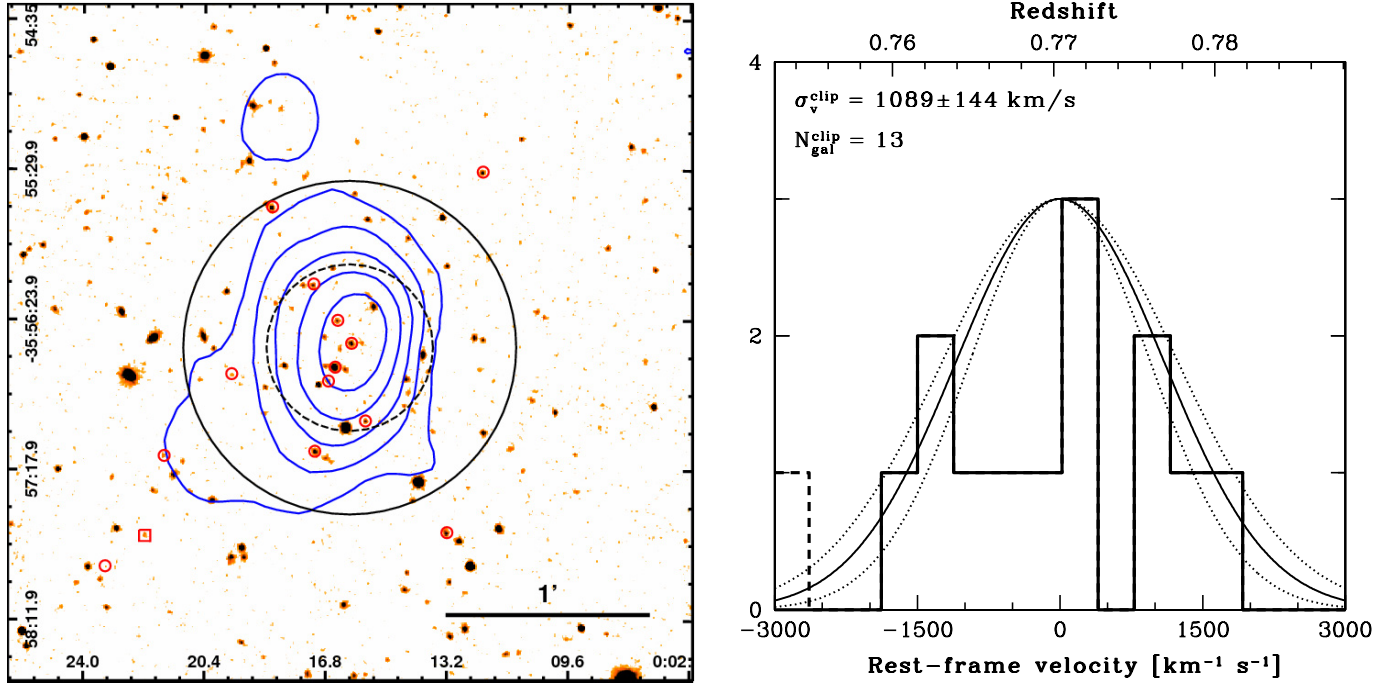 54:35
55:29.9
-35:56:23.9
57:17.9
58:11.9
24.0 20.4 16.8 13.2 9.6 0:02:
1'
Redshift
0.76 0.77 0.78
4
2
0
σ_v^clip = 1089±144 km/s
N_gal^clip = 13
−3000 −1500 0 1500 3000
Rest−frame velocity [km⁻¹ s⁻¹]